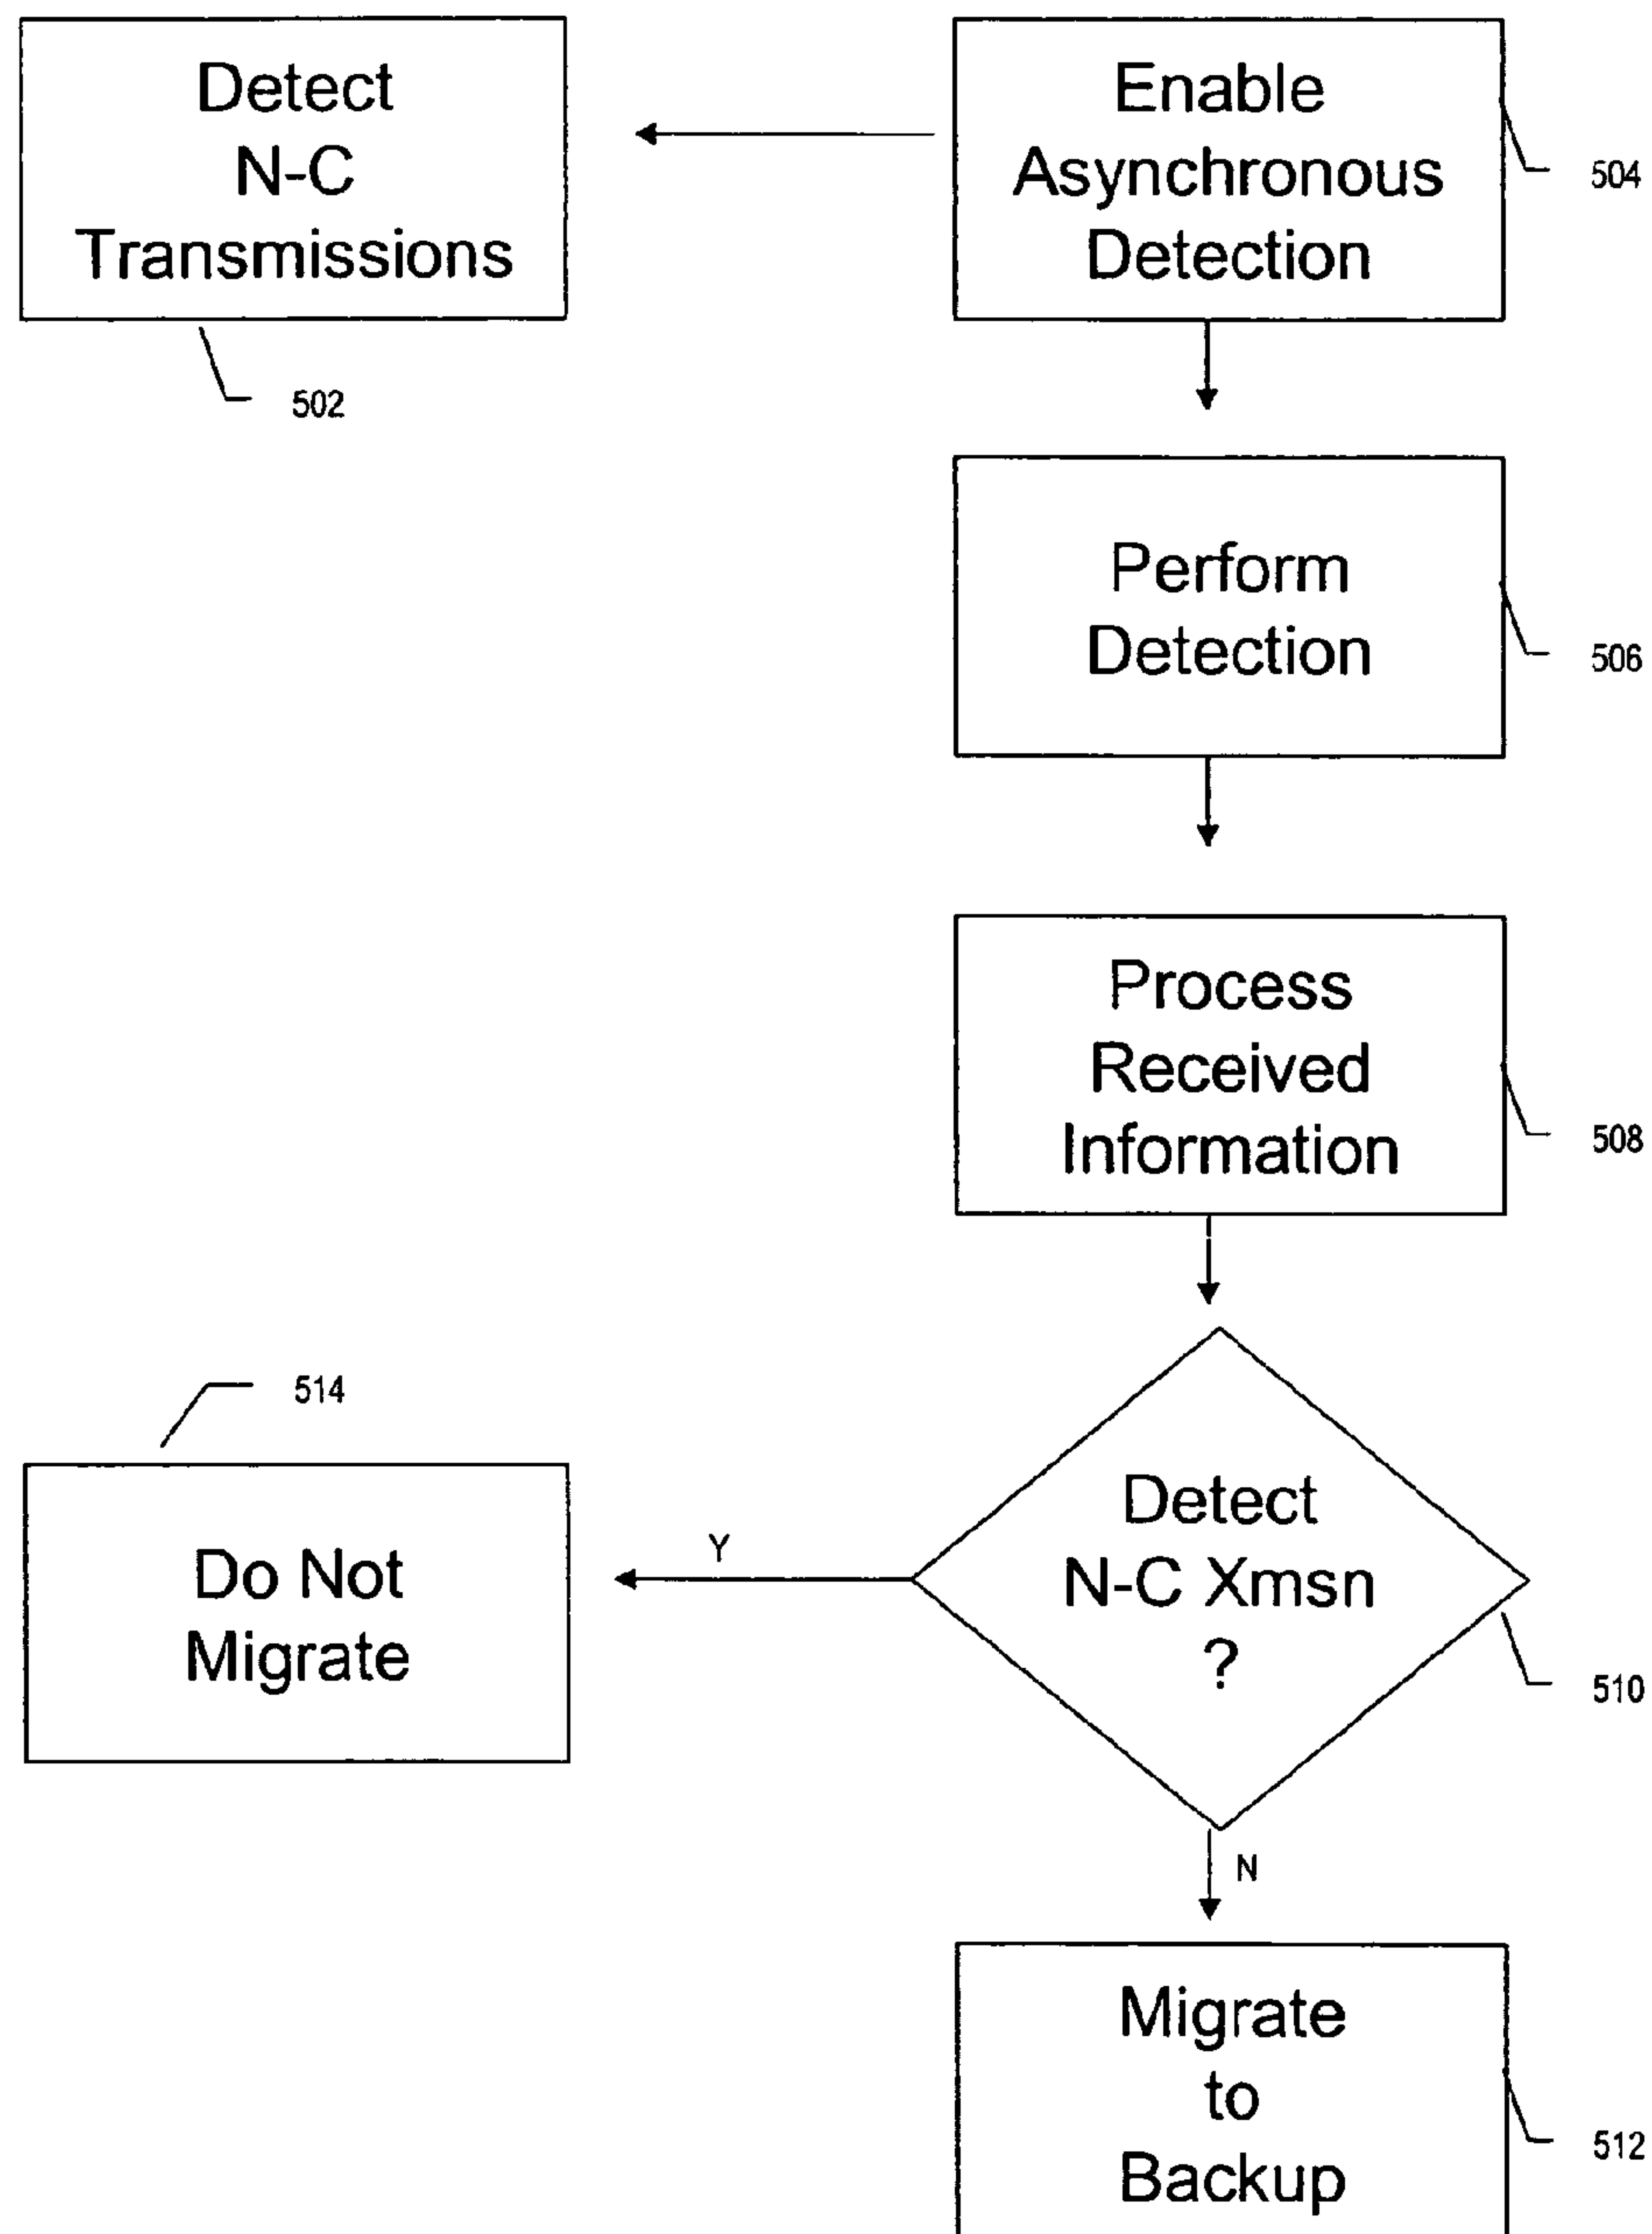 Detect
N-C
Transmissions
502
Enable
Asynchronous
Detection
504
Perform
Detection
506
Process
Received
Information
508
514
Do Not
Migrate
Y
Detect
N-C Xmsn
?
510
N
Migrate
to
Backup
512